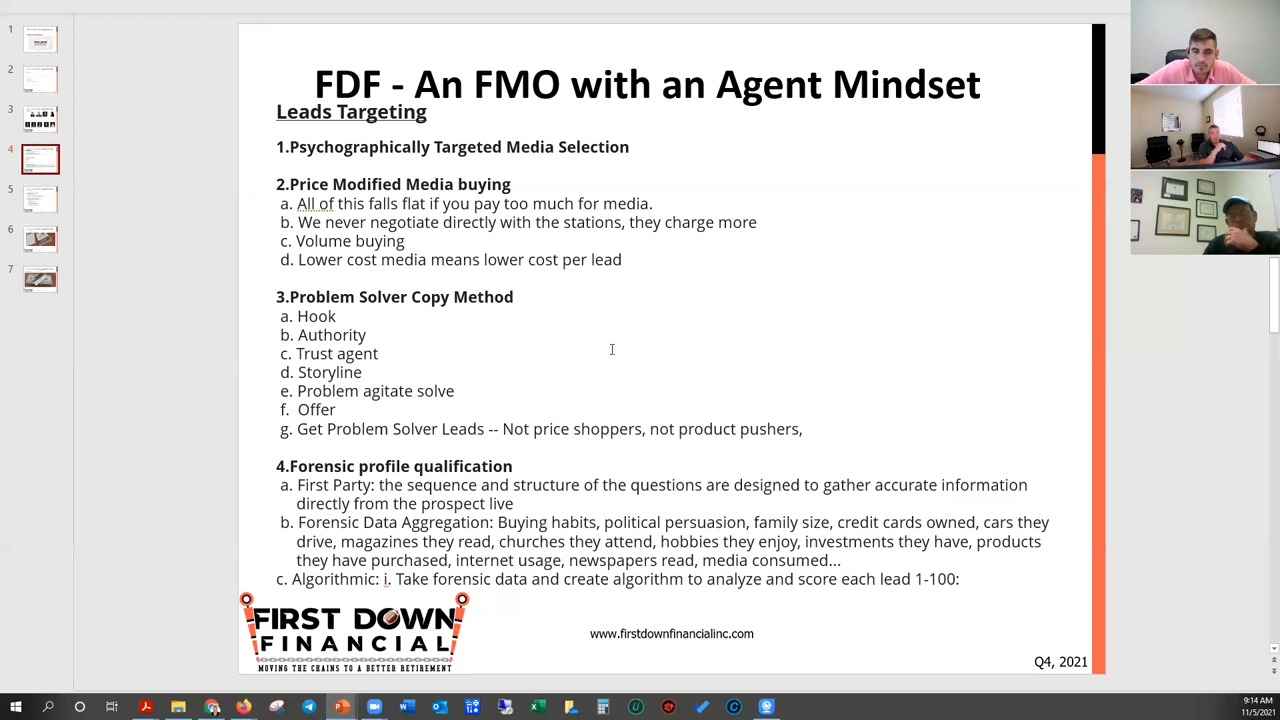 1
2
3
4
5
6
7
FDF - An FMO with an Agent Mindset
Leads Targeting
1.Psychographically Targeted Media Selection
2.Price Modified Media buying
a. All of this falls flat if you pay too much for media.
b. We never negotiate directly with the stations, they charge more
c. Volume buying
d. Lower cost media means lower cost per lead
3.Problem Solver Copy Method
a. Hook
b. Authority
c. Trust agent
d. Storyline
e. Problem agitate solve
f. Offer
g. Get Problem Solver Leads -- Not price shoppers, not product pushers,
4.Forensic profile qualification
a. First Party: the sequence and structure of the questions are designed to gather accurate information
directly from the prospect live
b. Forensic Data Aggregation: Buying habits, political persuasion, family size, credit cards owned, cars they
drive, magazines they read, churches they attend, hobbies they enjoy, investments they have, products
they have purchased, internet usage, newspapers read, media consumed...
c. Algorithmic: i. Take forensic data and create algorithm to analyze and score each lead 1-100:
FIRST DOWN
FINANCIAL
MOVING THE CHAINS TO A BETTER RETIREMENT
www.firstdownfinancialinc.com
Q4, 2021
9:14 AM
11/5/2021